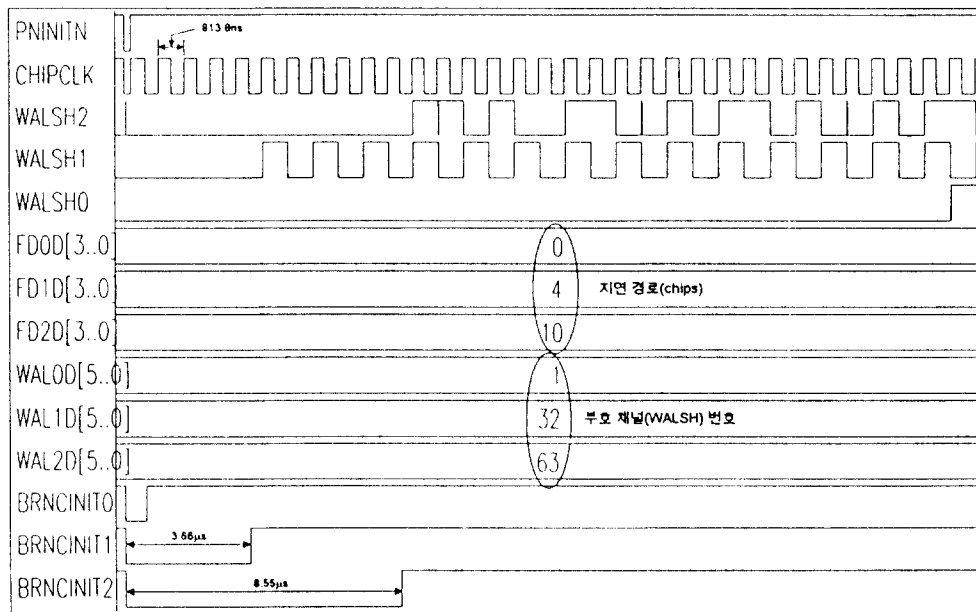 PNINITN
813.8ns
CHIPCLK
WALSH2
WALSH1
WALSH0
FD0D[3..0] 0
FD1D[3..0] 4 지연 경로(chips)
FD2D[3..0] 10
WAL0D[5..0] 1
WAL1D[5..0] 32 부호 채널(WALSH) 번호
WAL2D[5..0] 63
BRNCINIT0
BRNCINIT1 3.66µs
BRNCINIT2 8.55µs